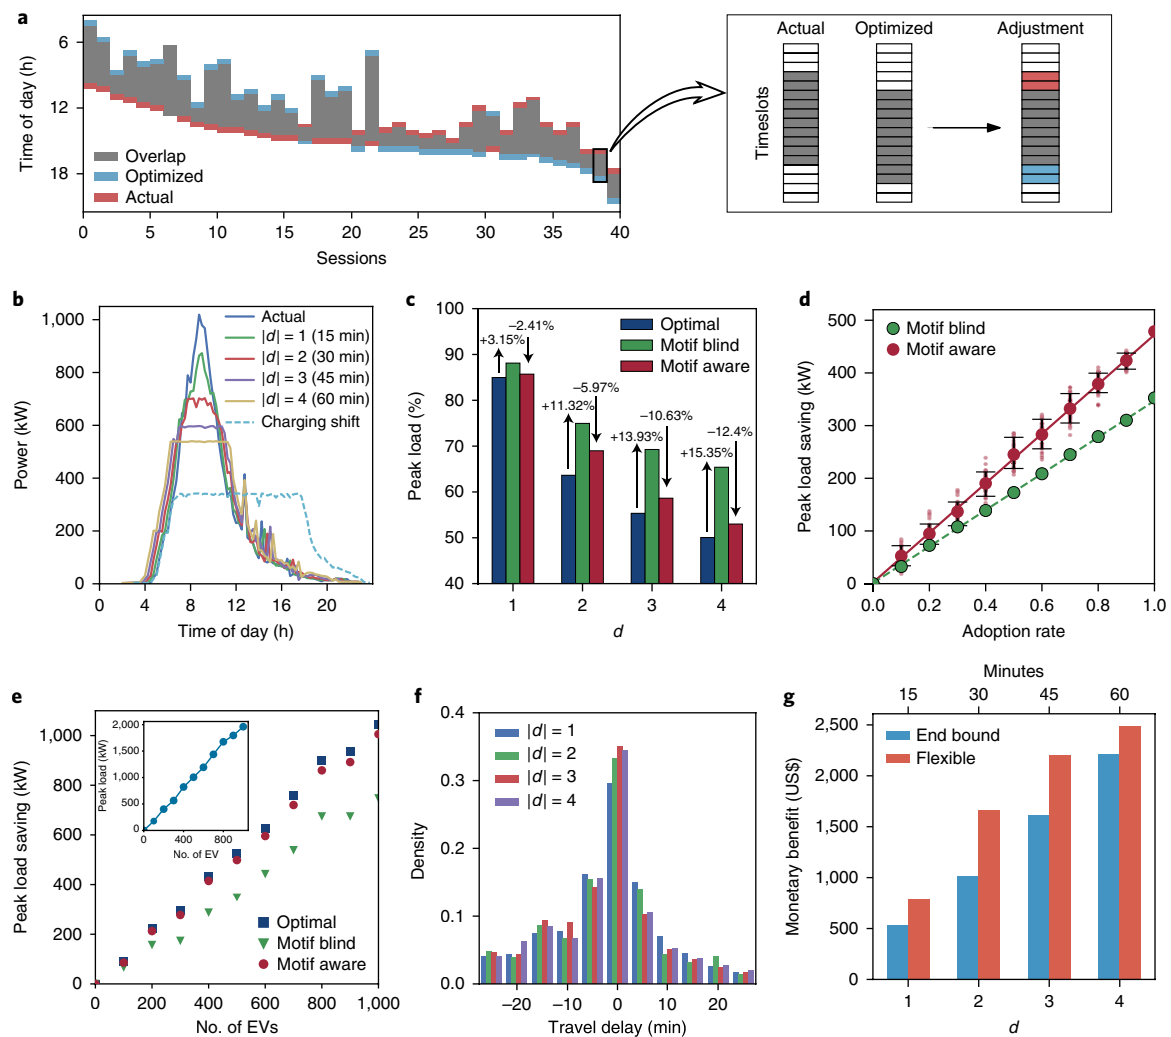 a
6
12
18
Time of day (h)
Overlap
Optimized
Actual
0 5 10 15 20 25 30 35 40
Sessions
Actual Optimized Adjustment
Timeslots
b
1,000
800
600
400
200
0
Power (kW)
Actual
|d| = 1 (15 min)
|d| = 2 (30 min)
|d| = 3 (45 min)
|d| = 4 (60 min)
Charging shift
0 4 8 12 16 20
Time of day (h)
c
100
90
80
70
60
50
40
Peak load (%)
Optimal
Motif blind
Motif aware
−2.41%
+3.15%
−5.97%
+11.32%
−10.63%
+13.93%
−12.4%
+15.35%
1 2 3 4
d
d
500
400
300
200
100
0
Peak load saving (kW)
Motif blind
Motif aware
0.0 0.2 0.4 0.6 0.8 1.0
Adoption rate
e
1,000
800
600
400
200
0
Peak load saving (kW)
2,000
1,500
1,000
500
0
Peak load (kW)
0 400 800
No. of EV
Optimal
Motif blind
Motif aware
0 200 400 600 800 1,000
No. of EVs
f
0.4
0.3
0.2
0.1
0.0
Density
|d| = 1
|d| = 2
|d| = 3
|d| = 4
−20 −10 0 10 20
Travel delay (min)
g
Minutes
15 30 45 60
2,500
2,000
1,500
1,000
500
0
Monetary benefit (US$)
End bound
Flexible
1 2 3 4
d